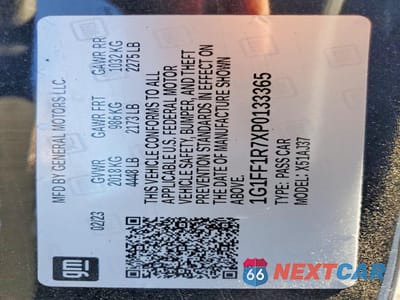 MFD BY GENERAL MOTORS LLC.
02/23 GVWR GAWR FRT GAWR RR
2018 KG 986 KG 1032 KG
4448 LB 2173 LB 2275 LB
THIS VEHICLE CONFORMS TO ALL
APPLICABLE U.S. FEDERAL MOTOR
VEHICLE SAFETY, BUMPER, AND THEFT
PREVENTION STANDARDS IN EFFECT ON
THE DATE OF MANUFACTURE SHOWN
ABOVE.
1G1FF1R7XP0133365
TYPE: PASS CAR
MODEL: X61AJ37
gm
66 NEXTCAR